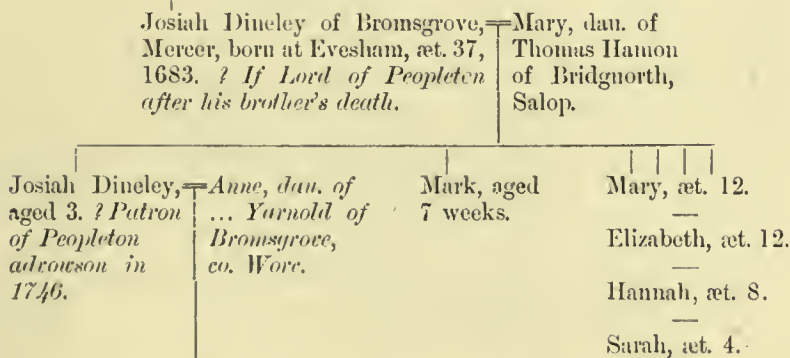 Josiah Dineley of Bromsgrove,
Mercer, born at Evesham, æt. 37,
1683. ? If Lord of Peopleton
after his brother's death.
Mary, dau. of
Thomas Hamon
of Bridgnorth,
Salop.
Josiah Dineley,
aged 3. ? Patron
of Peopleton
advowson in
1746.
Anne, dau. of
... Yarnold of
Bromsgrove,
co. Worc.
Mark, aged
7 weeks.
Mary, æt. 12.
Elizabeth, æt. 12.
Hannah, æt. 8.
Sarah, æt. 4.